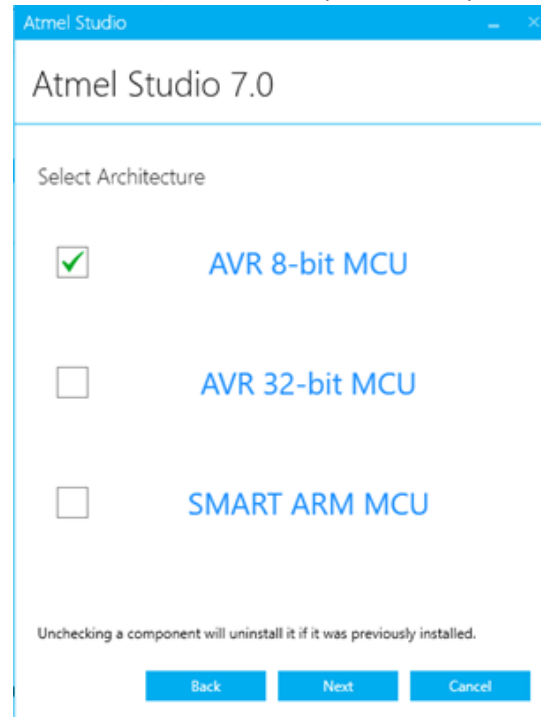 Atmel Studio
Atmel Studio 7.0
Select Architecture
AVR 8-bit MCU
AVR 32-bit MCU
SMART ARM MCU
Unchecking a component will uninstall it if it was previously installed.
Back Next Cancel